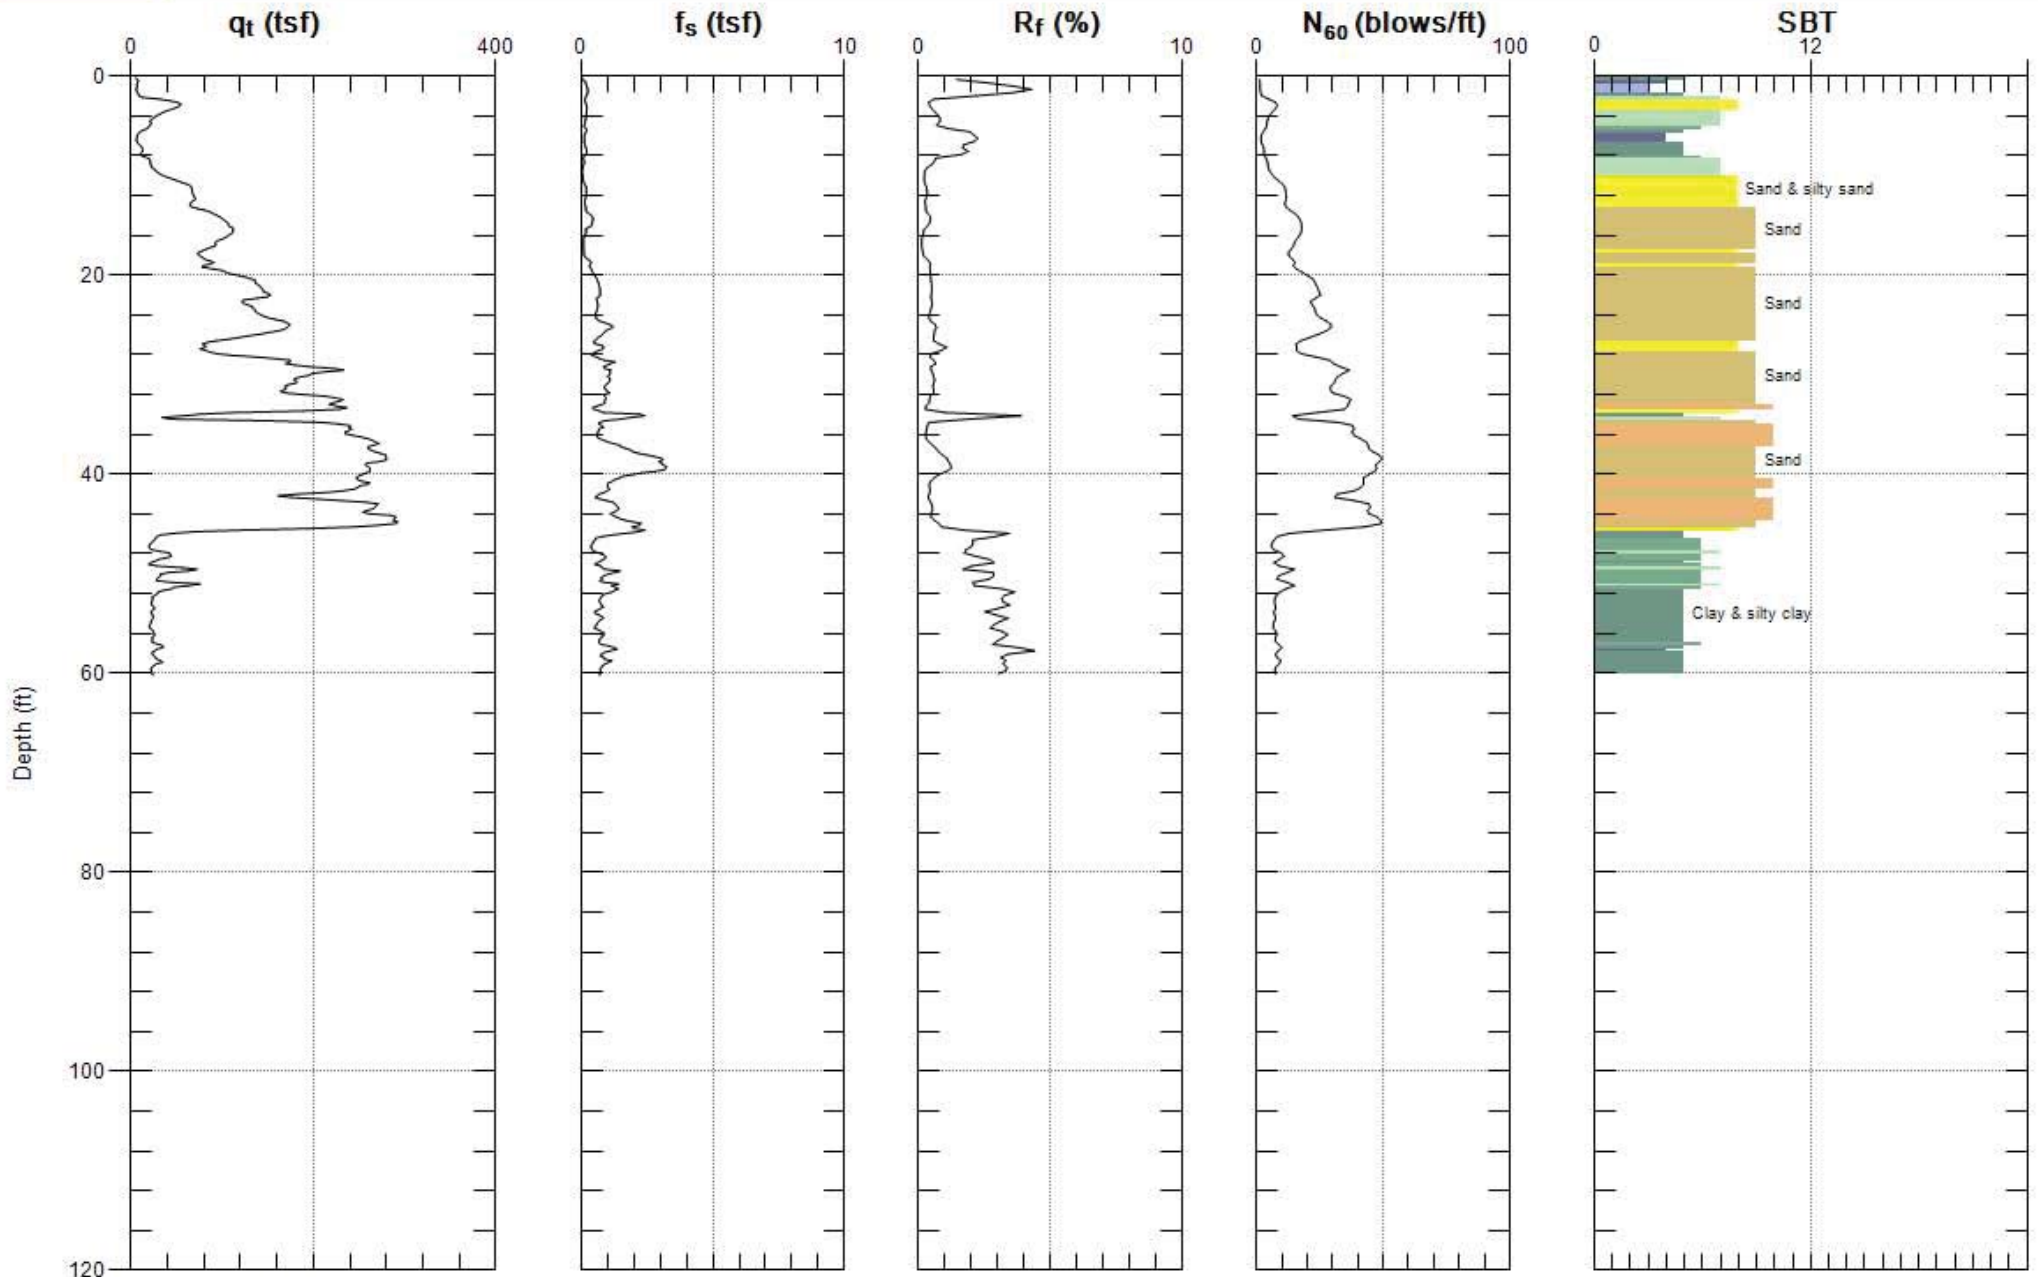 qt (tsf) fs (tsf) Rf (%) N60 (blows/ft) SBT
0 400 0 10 0 10 0 100 0 12
0
Sand & silty sand
Sand
20
Sand
Sand
Sand
40
Clay & silty clay
60
Depth (ft)
80
100
120